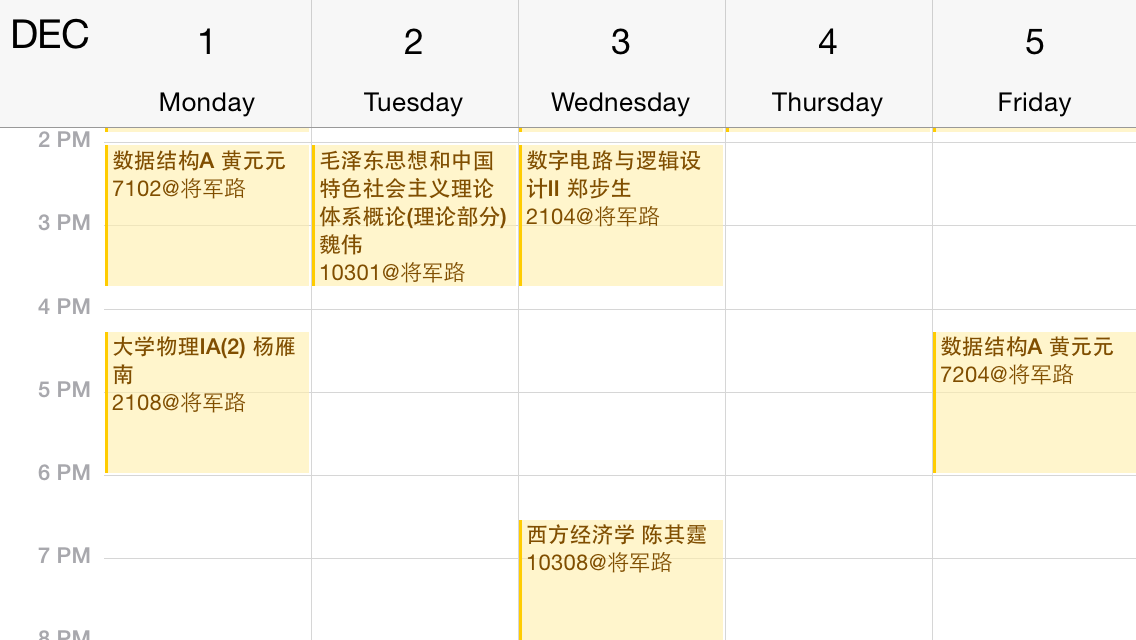 DEC
1
2
3
4
5
Monday
Tuesday
Wednesday
Thursday
Friday
2 PM
3 PM
4 PM
5 PM
6 PM
7 PM
8 PM
数据结构A 黄元元
7102@将军路
大学物理IA(2) 杨雁
南
2108@将军路
毛泽东思想和中国
特色社会主义理论
体系概论(理论部分)
魏伟
10301@将军路
数字电路与逻辑设
计II 郑步生
2104@将军路
西方经济学 陈其霆
10308@将军路
数据结构A 黄元元
7204@将军路